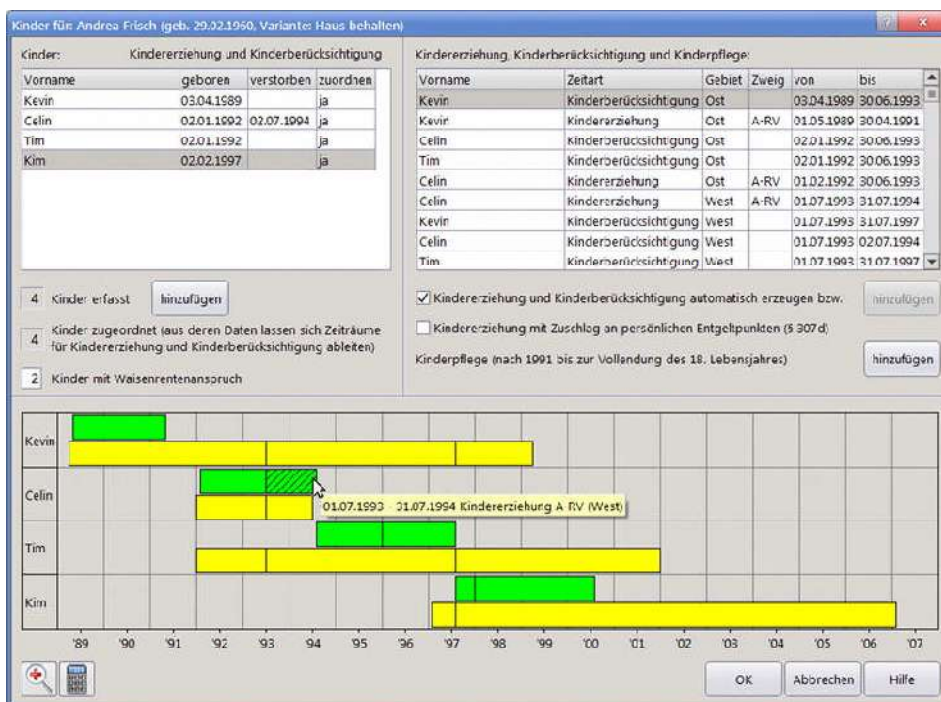 Kinder für: Andrea Frisch (geb. 29.02.1960, Variante: Haus behalten)
Kinder: Kindererziehung und Kinderberücksichtigung
Vorname geboren verstorben zuordnen
Kevin 03.04.1989 ja
Celin 02.01.1992 02.07.1994 ja
Tim 02.01.1992 ja
Kim 02.02.1997 ja
4 Kinder erfasst hinzufügen
4 Kinder zugeordnet (aus deren Daten lassen sich Zeiträume
für Kindererziehung und Kinderberücksichtigung ableiten)
2 Kinder mit Waisenrentenanspruch
Kindererziehung, Kinderberücksichtigung und Kinderpflege:
Vorname Zeitart Gebiet Zweig von bis
Kevin Kinderberücksichtigung Ost 03.04.1989 30.06.1993
Kevin Kindererziehung Ost A-RV 01.05.1989 30.04.1991
Celin Kinderberücksichtigung Ost 02.01.1992 30.06.1993
Tim Kinderberücksichtigung Ost 02.01.1992 30.06.1993
Celin Kindererziehung Ost A-RV 01.02.1992 30.06.1993
Celin Kindererziehung West A-RV 01.07.1993 31.07.1994
Kevin Kinderberücksichtigung West 01.07.1993 31.07.1997
Celin Kinderberücksichtigung West 01.07.1993 02.07.1994
Tim Kinderberücksichtigung West 01.07.1993 31.07.1997
Kindererziehung und Kinderberücksichtigung automatisch erzeugen bzw. hinzufügen
Kindererziehung mit Zuschlag an persönlichen Entgeltpunkten (§ 307d)
Kinderpflege (nach 1991 bis zur Vollendung des 18. Lebensjahres) hinzufügen
Kevin
Celin
01.07.1993 - 31.07.1994 Kindererziehung A-RV (West)
Tim
Kim
'89 '90 '91 '92 '93 '94 '95 '96 '97 '98 '99 '00 '01 '02 '03 '04 '05 '06 '07
OK Abbrechen Hilfe